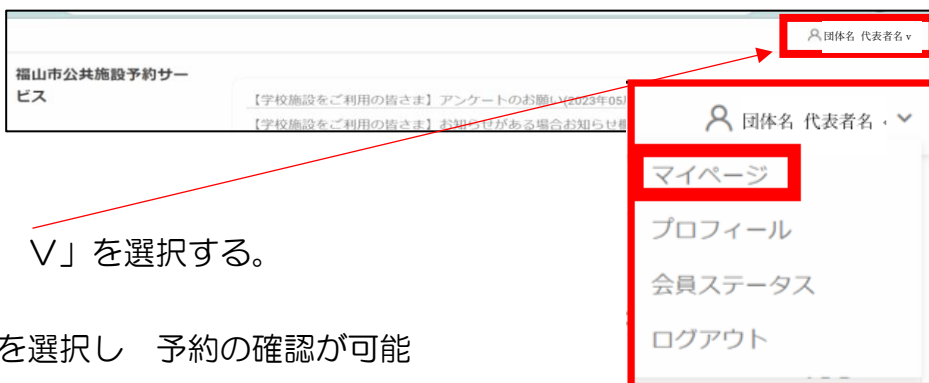 団体名 代表者名 v
福山市公共施設予約サー
ビス
【学校施設をご利用の皆さま】アンケートのお願い(2023年05
【学校施設をご利用の皆さま】お知らせがある場合お知らせ
団体名 代表者名
マイページ
プロフィール
会員ステータス
ログアウト
V」を選択する。
を選択し 予約の確認が可能